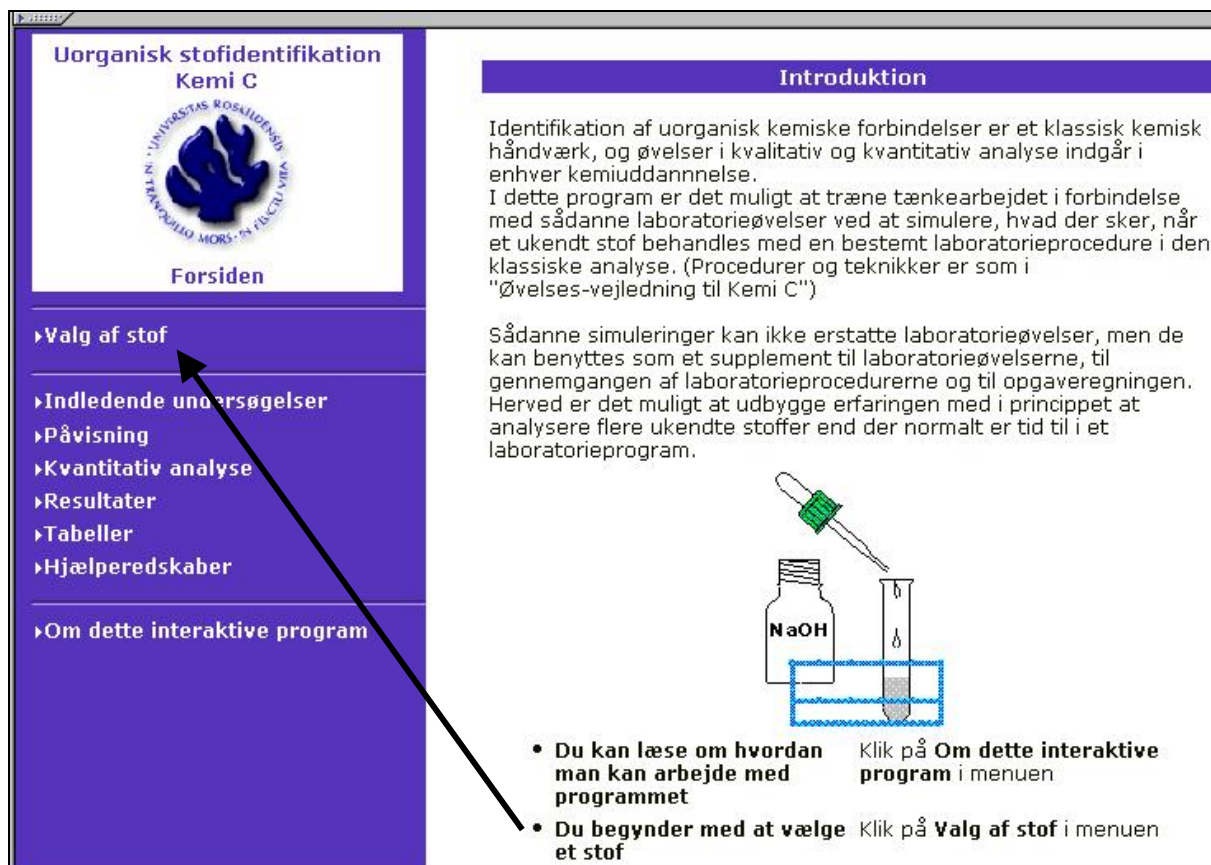 Uorganisk stofidentifikation
Kemi C
UNIVERSITAS ROSKILDENSIS
IN TRANQUILLO MORS · IN FLUCTU VITA
Forsiden
▸Valg af stof
▸Indledende undersøgelser
▸Påvisning
▸Kvantitativ analyse
▸Resultater
▸Tabeller
▸Hjælperedskaber
▸Om dette interaktive program
Introduktion
Identifikation af uorganisk kemiske forbindelser er et klassisk kemisk
håndværk, og øvelser i kvalitativ og kvantitativ analyse indgår i
enhver kemiuddannnelse.
I dette program er det muligt at træne tænkearbejdet i forbindelse
med sådanne laboratorieøvelser ved at simulere, hvad der sker, når
et ukendt stof behandles med en bestemt laboratorieprocedure i den
klassiske analyse. (Procedurer og teknikker er som i
"Øvelses-vejledning til Kemi C")
Sådanne simuleringer kan ikke erstatte laboratorieøvelser, men de
kan benyttes som et supplement til laboratorieøvelserne, til
gennemgangen af laboratorieprocedurerne og til opgaveregningen.
Herved er det muligt at udbygge erfaringen med i princippet at
analysere flere ukendte stoffer end der normalt er tid til i et
laboratorieprogram.
NaOH
• Du kan læse om hvordan
man kan arbejde med
programmet
Klik på Om dette interaktive
program i menuen
• Du begynder med at vælge
et stof
Klik på Valg af stof i menuen